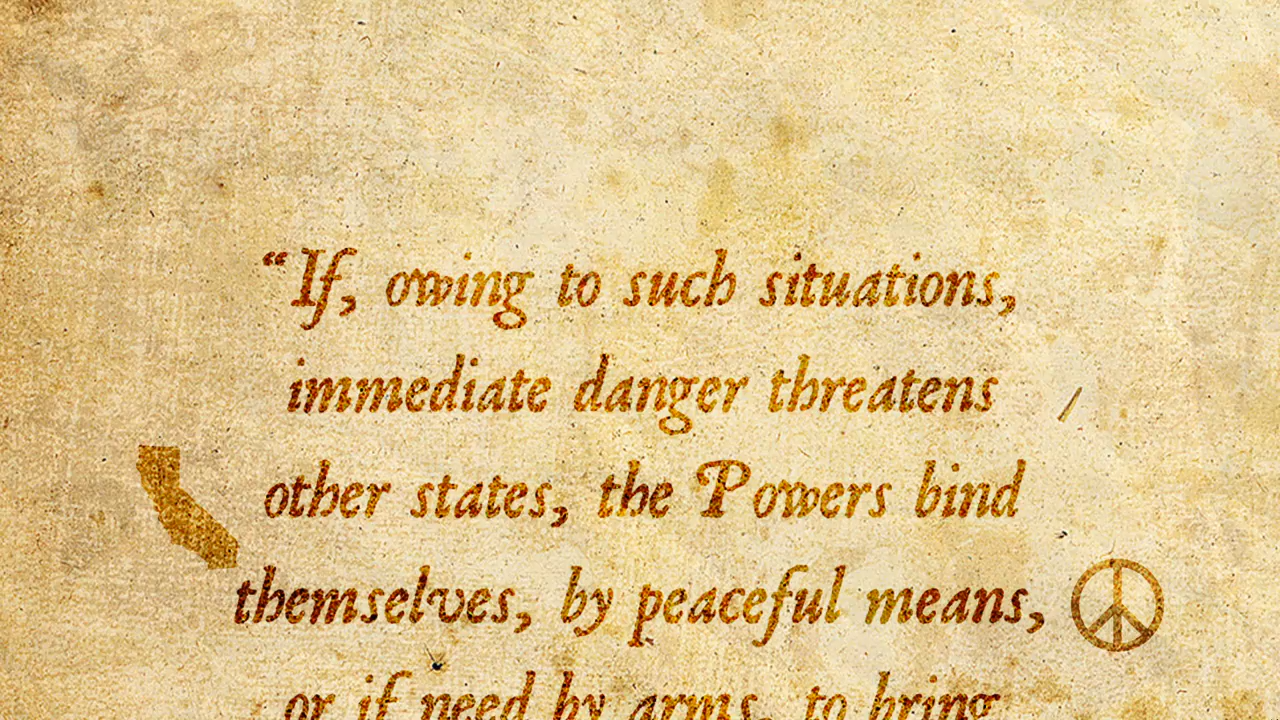 “If, owing to such situations,
immediate danger threatens
other states, the Powers bind
themselves, by peaceful means,
or if need by arms, to bring